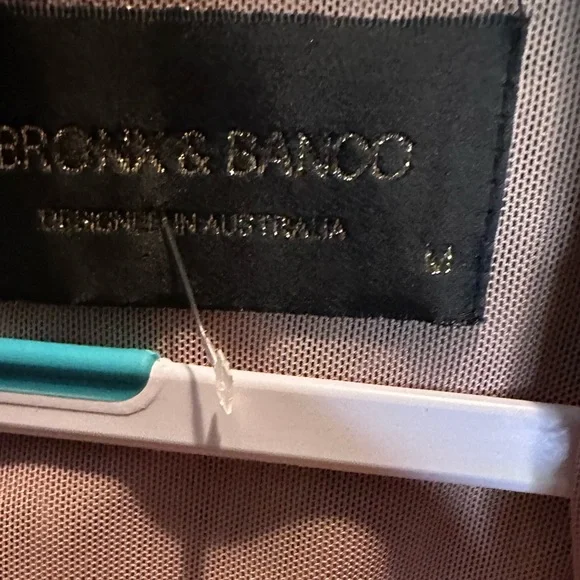 BRONX & BANCO
DESIGNED IN AUSTRALIA
M